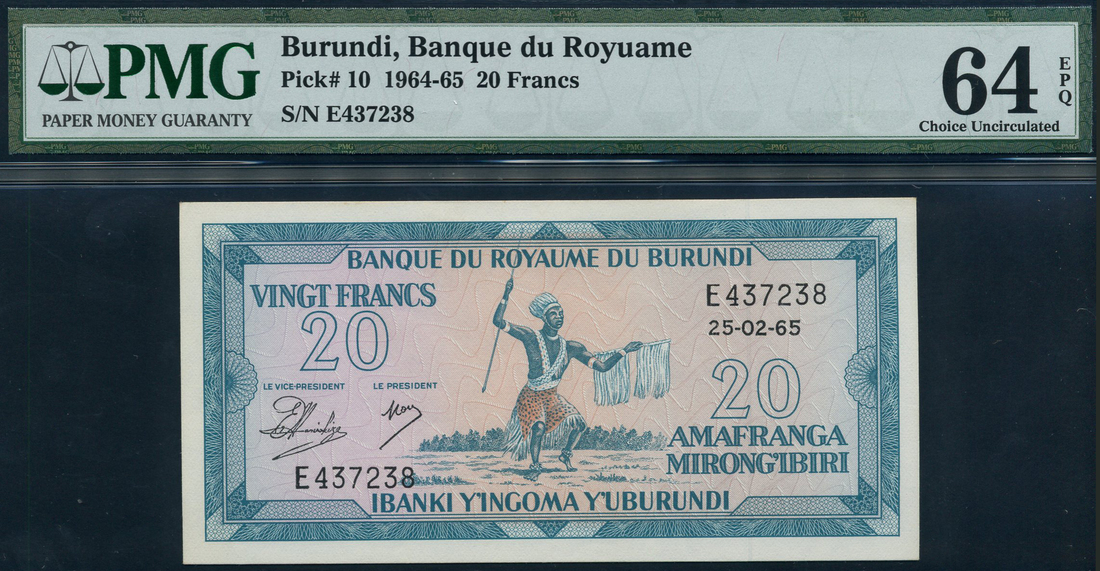 PMG
PAPER MONEY GUARANTY
Burundi, Banque du Royuame
Pick# 10 1964-65 20 Francs
S/N E437238
64
EPQ
Choice Uncirculated
BANQUE DU ROYAUME DU BURUNDI
VINGT FRANCS
20
E437238
25-02-65
LE VICE-PRESIDENT LE PRESIDENT
20
AMAFRANGA
MIRONG'IBIRI
E437238
IBANKI Y'INGOMA Y'UBURUNDI